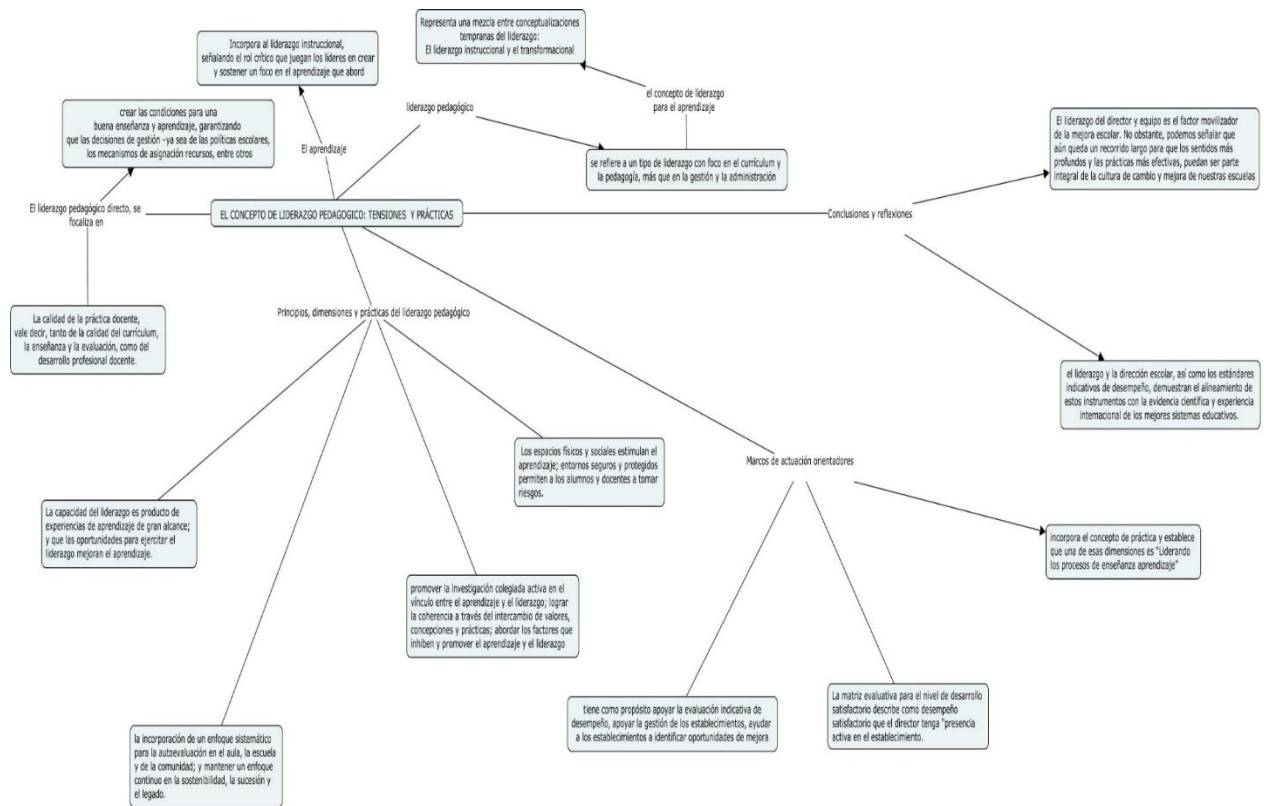 Representa una mezcla entre conceptualizaciones
tempranas del liderazgo:
El liderazgo instruccional y el transformacional
Incorpora al liderazgo instruccional,
señalando el rol crítico que juegan los líderes en crear
y sostener un foco en el aprendizaje que abord
el concepto de liderazgo
para el aprendizaje
liderazgo pedagógico
crear las condiciones para una
buena enseñanza y aprendizaje, garantizando
que las decisiones de gestión -ya sea de las políticas escolares,
los mecanismos de asignación recursos, entre otros
El aprendizaje
se refiere a un tipo de liderazgo con foco en el currículum y
la pedagogía, más que en la gestión y la administración
El liderazgo del director y equipo es el factor movilizador
de la mejora escolar. No obstante, podemos señalar que
aún queda un recorrido largo para que los sentidos más
profundos y las prácticas más efectivas, puedan ser parte
integral de la cultura de cambio y mejora de nuestras escuelas
El liderazgo pedagógico directo, se
focaliza en
EL CONCEPTO DE LIDERAZGO PEDAGOGICO: TENSIONES Y PRÁCTICAS
Conclusiones y reflexiones
La calidad de la práctica docente,
vale decir, tanto de la calidad del currículum,
la enseñanza y la evaluación, como del
desarrollo profesional docente.
Principios, dimensiones y prácticas del liderazgo pedagógico
el liderazgo y la dirección escolar, así como los estándares
indicativos de desempeño, demuestran el alineamiento de
estos instrumentos con la evidencia científica y experiencia
internacional de los mejores sistemas educativos.
Los espacios físicos y sociales estimulan el
aprendizaje; entornos seguros y protegidos
permiten a los alumnos y docentes a tomar
riesgos.
Marcos de actuación orientadores
La capacidad del liderazgo es producto de
experiencias de aprendizaje de gran alcance;
y que las oportunidades para ejercitar el
liderazgo mejoran el aprendizaje.
incorpora el concepto de práctica y establece
que una de esas dimensiones es "Liderando
los procesos de enseñanza aprendizaje"
promover la investigación colegiada activa en el
vínculo entre el aprendizaje y el liderazgo; lograr
la coherencia a través del intercambio de valores,
concepciones y prácticas; abordar los factores que
inhiben y promover el aprendizaje y el liderazgo
tiene como propósito apoyar la evaluación indicativa de
desempeño, apoyar la gestión de los establecimientos, ayudar
a los establecimientos a identificar oportunidades de mejora
La matriz evaluativa para el nivel de desarrollo
satisfactorio describe como desempeño
satisfactorio que el director tenga "presencia
activa en el establecimiento.
la incorporación de un enfoque sistemático
para la autoevaluación en el aula, la escuela
y de la comunidad; y mantener un enfoque
continuo en la sostenibilidad, la sucesión y
el legado.